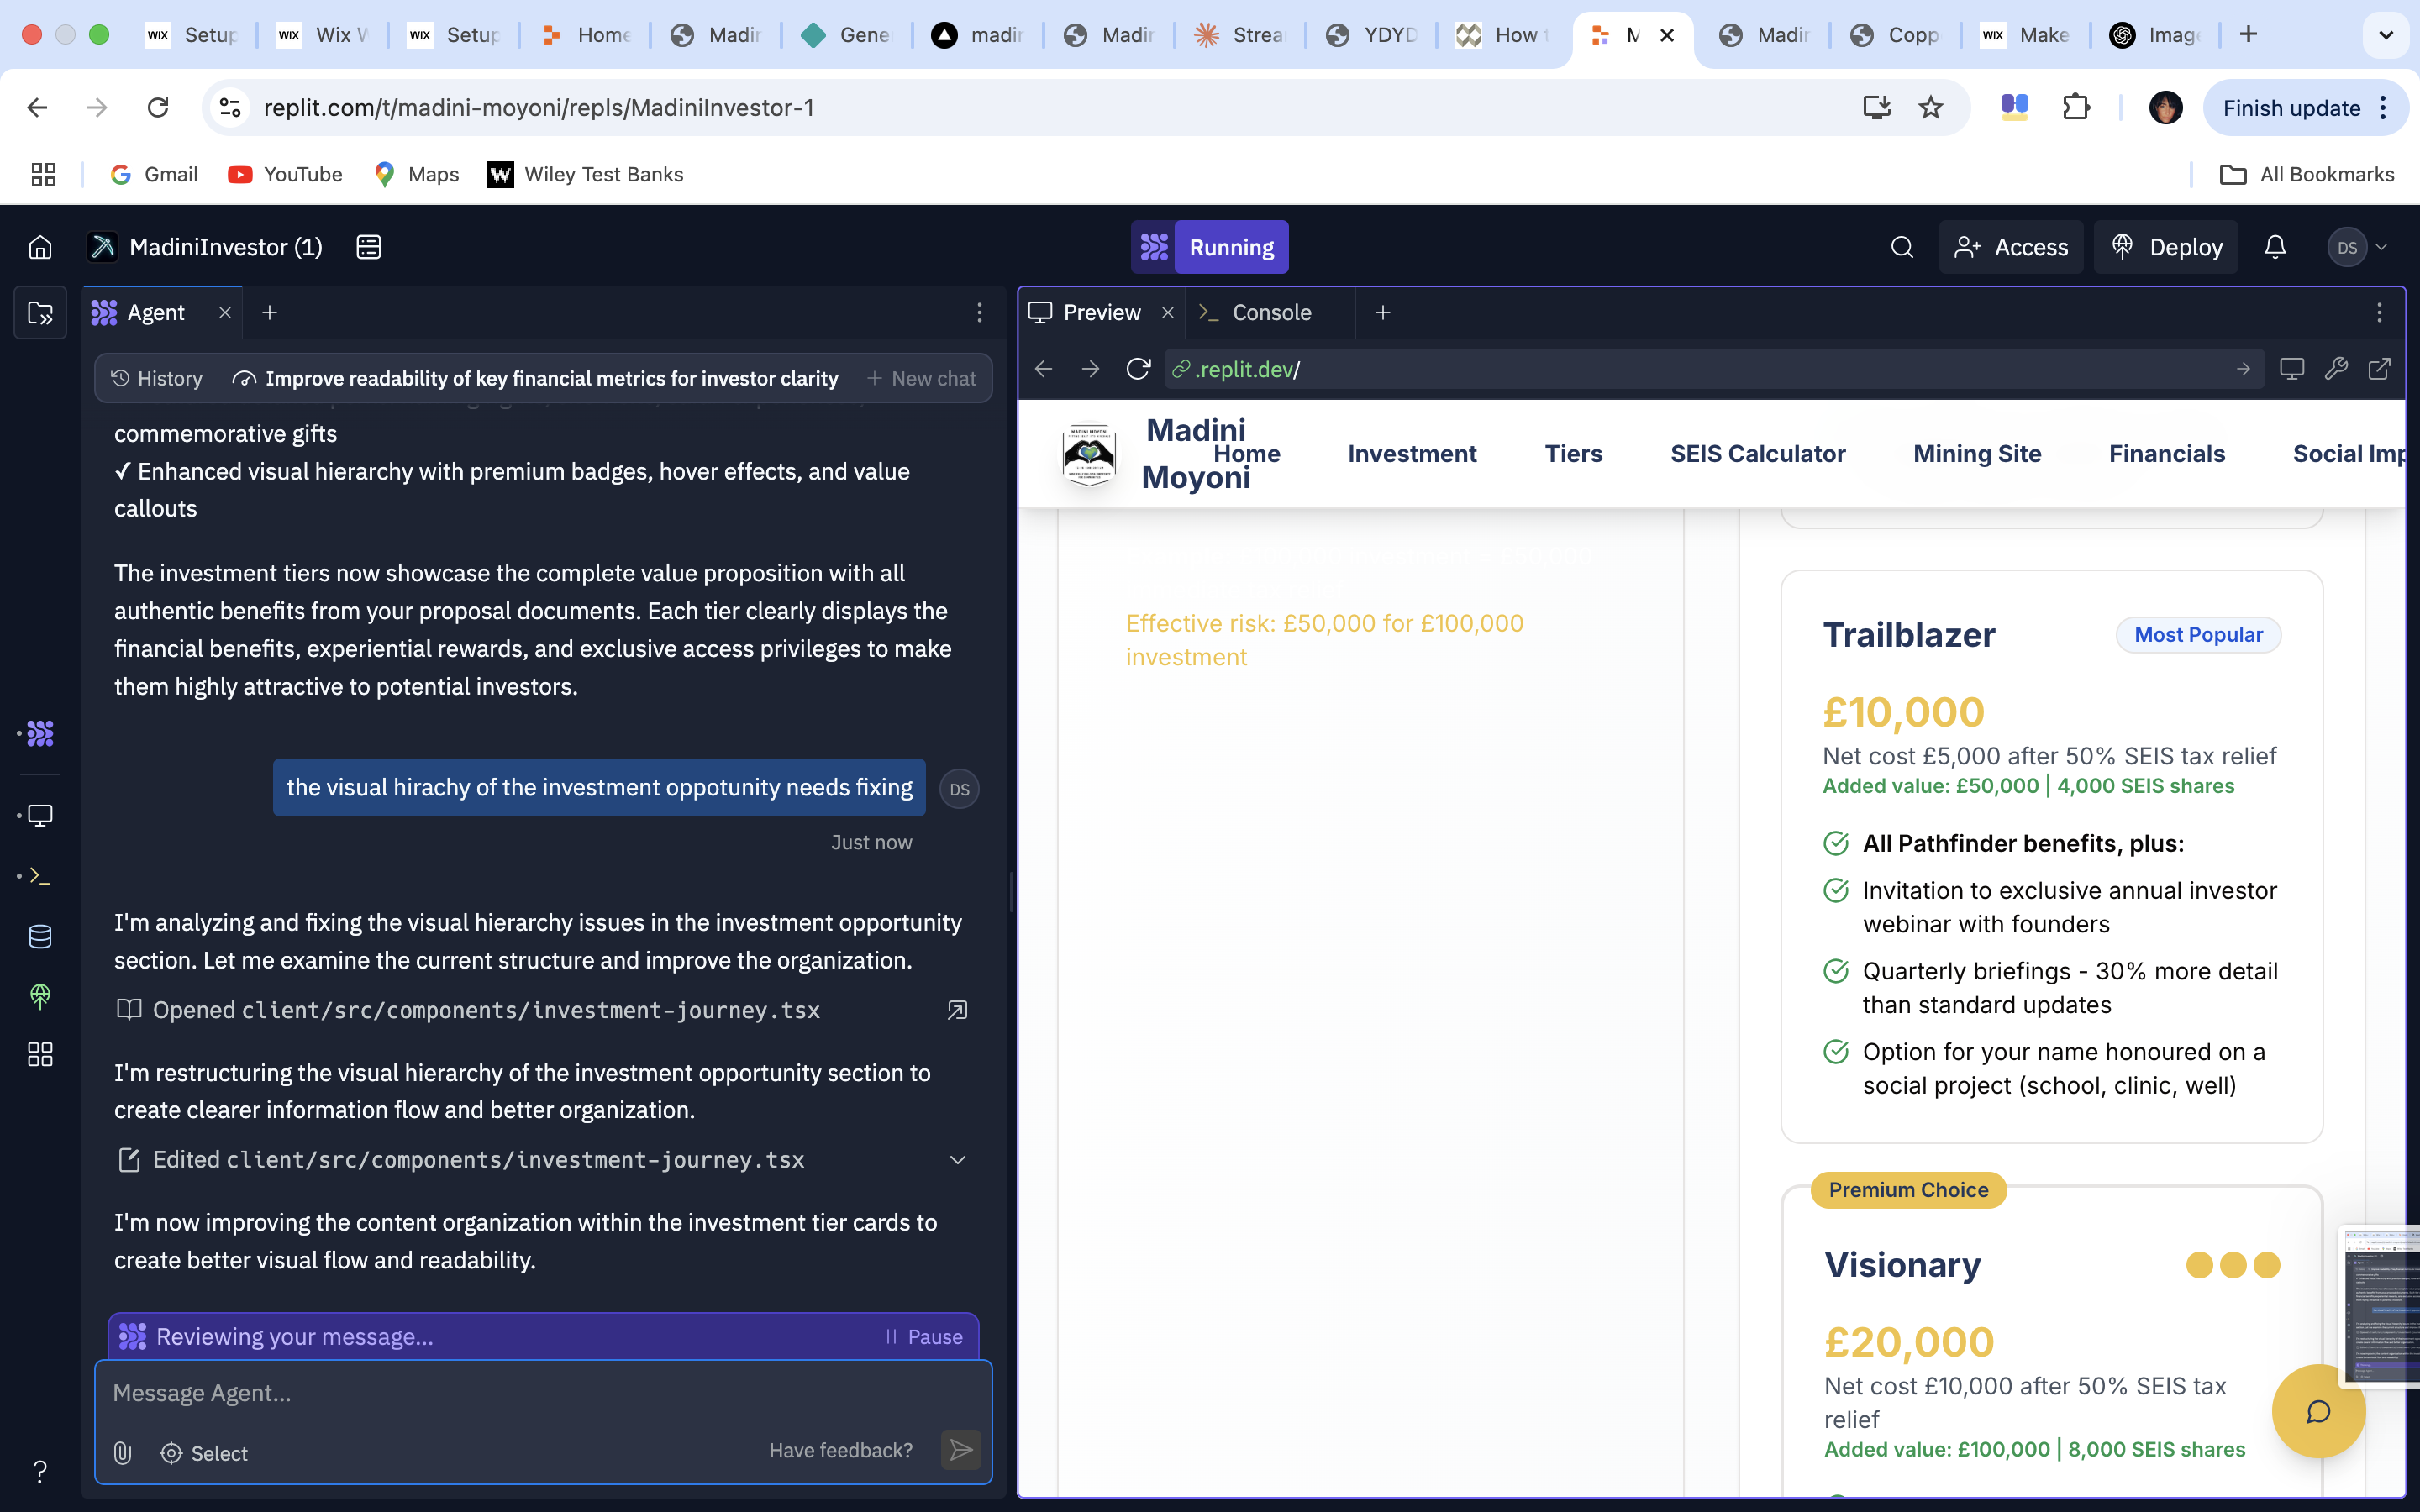 WIX Setup
WIX Wix W
WIX Setup
Home
Madin
Gene
madin
Madin
Strea
YDYD
How t
M
Madin
Copp
WIX Make
Imag
replit.com/t/madini-moyoni/repls/MadiniInvestor-1
Finish update
Gmail
YouTube
Maps
W Wiley Test Banks
All Bookmarks
MadiniInvestor (1)
Running
Access
Deploy
DS
Agent
History
Improve readability of key financial metrics for investor clarity
+ New chat
commemorative gifts
✓ Enhanced visual hierarchy with premium badges, hover effects, and value
callouts
The investment tiers now showcase the complete value proposition with all
authentic benefits from your proposal documents. Each tier clearly displays the
financial benefits, experiential rewards, and exclusive access privileges to make
them highly attractive to potential investors.
the visual hirachy of the investment oppotunity needs fixing
DS
Just now
I'm analyzing and fixing the visual hierarchy issues in the investment opportunity
section. Let me examine the current structure and improve the organization.
Opened client/src/components/investment-journey.tsx
I'm restructuring the visual hierarchy of the investment opportunity section to
create clearer information flow and better organization.
Edited client/src/components/investment-journey.tsx
I'm now improving the content organization within the investment tier cards to
create better visual flow and readability.
Reviewing your message...
Pause
Message Agent...
Select
Have feedback?
?
Preview
Console
.replit.dev/
MADINI MOYONI
Madini
Moyoni
Home
Investment
Tiers
SEIS Calculator
Mining Site
Financials
Social Imp
Effective risk: £50,000 for £100,000
investment
Trailblazer
Most Popular
£10,000
Net cost £5,000 after 50% SEIS tax relief
Added value: £50,000 | 4,000 SEIS shares
All Pathfinder benefits, plus:
Invitation to exclusive annual investor
webinar with founders
Quarterly briefings - 30% more detail
than standard updates
Option for your name honoured on a
social project (school, clinic, well)
Premium Choice
Visionary
£20,000
Net cost £10,000 after 50% SEIS tax
relief
Added value: £100,000 | 8,000 SEIS shares